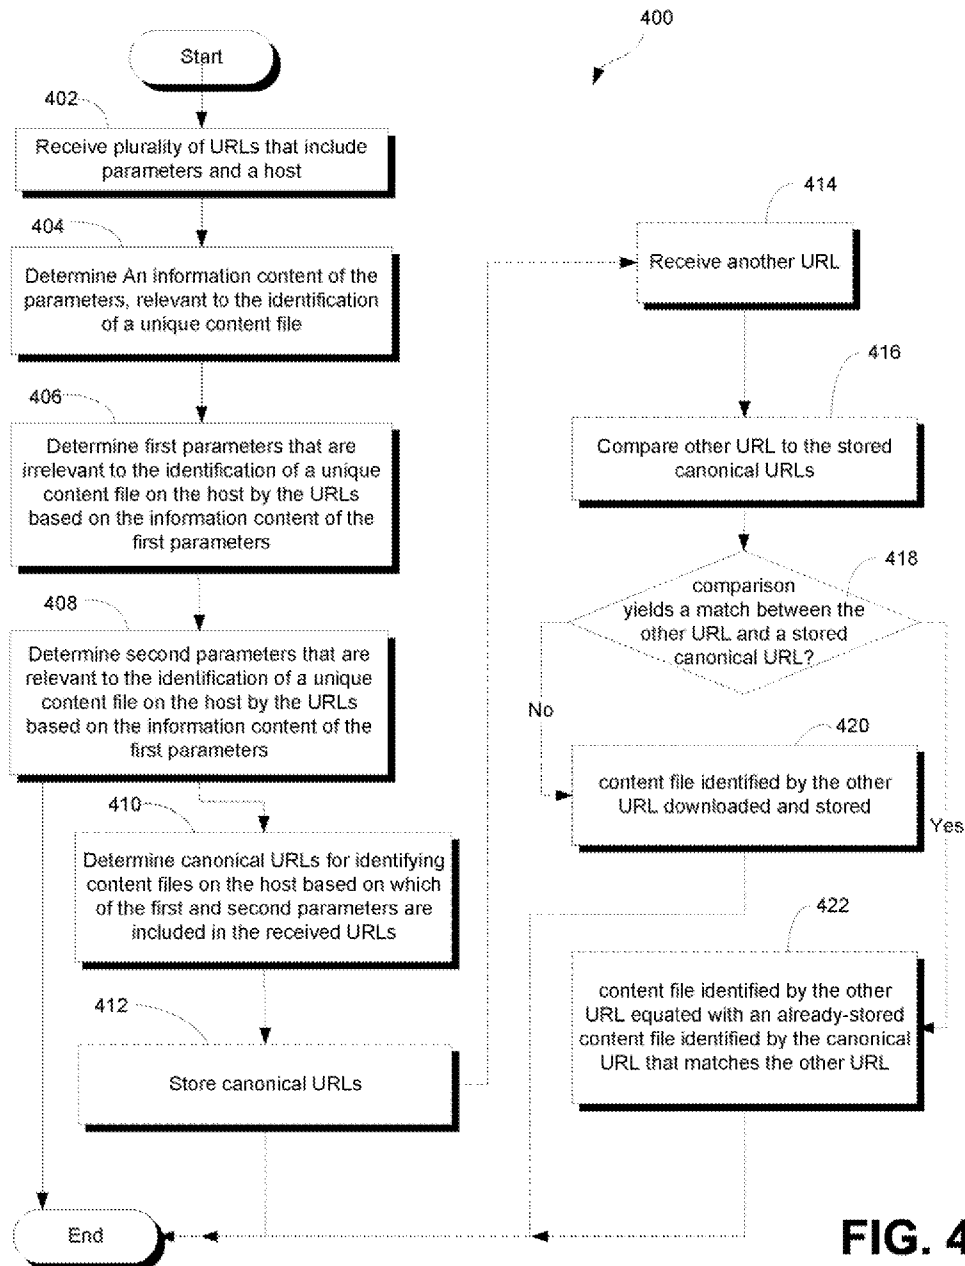 400
Start
402
Receive plurality of URLs that include
parameters and a host
404
Determine An information content of the
parameters, relevant to the identification
of a unique content file
406
Determine first parameters that are
irrelevant to the identification of a unique
content file on the host by the URLs
based on the information content of the
first parameters
408
Determine second parameters that are
relevant to the identification of a unique
content file on the host by the URLs
based on the information content of the
first parameters
410
Determine canonical URLs for identifying
content files on the host based on which
of the first and second parameters are
included in the received URLs
412
Store canonical URLs
End
414
Receive another URL
416
Compare other URL to the stored
canonical URLs
418
comparison
yields a match between the
other URL and a stored
canonical URL?
No
Yes
420
content file identified by the other
URL downloaded and stored
422
content file identified by the other
URL equated with an already-stored
content file identified by the canonical
URL that matches the other URL
FIG. 4